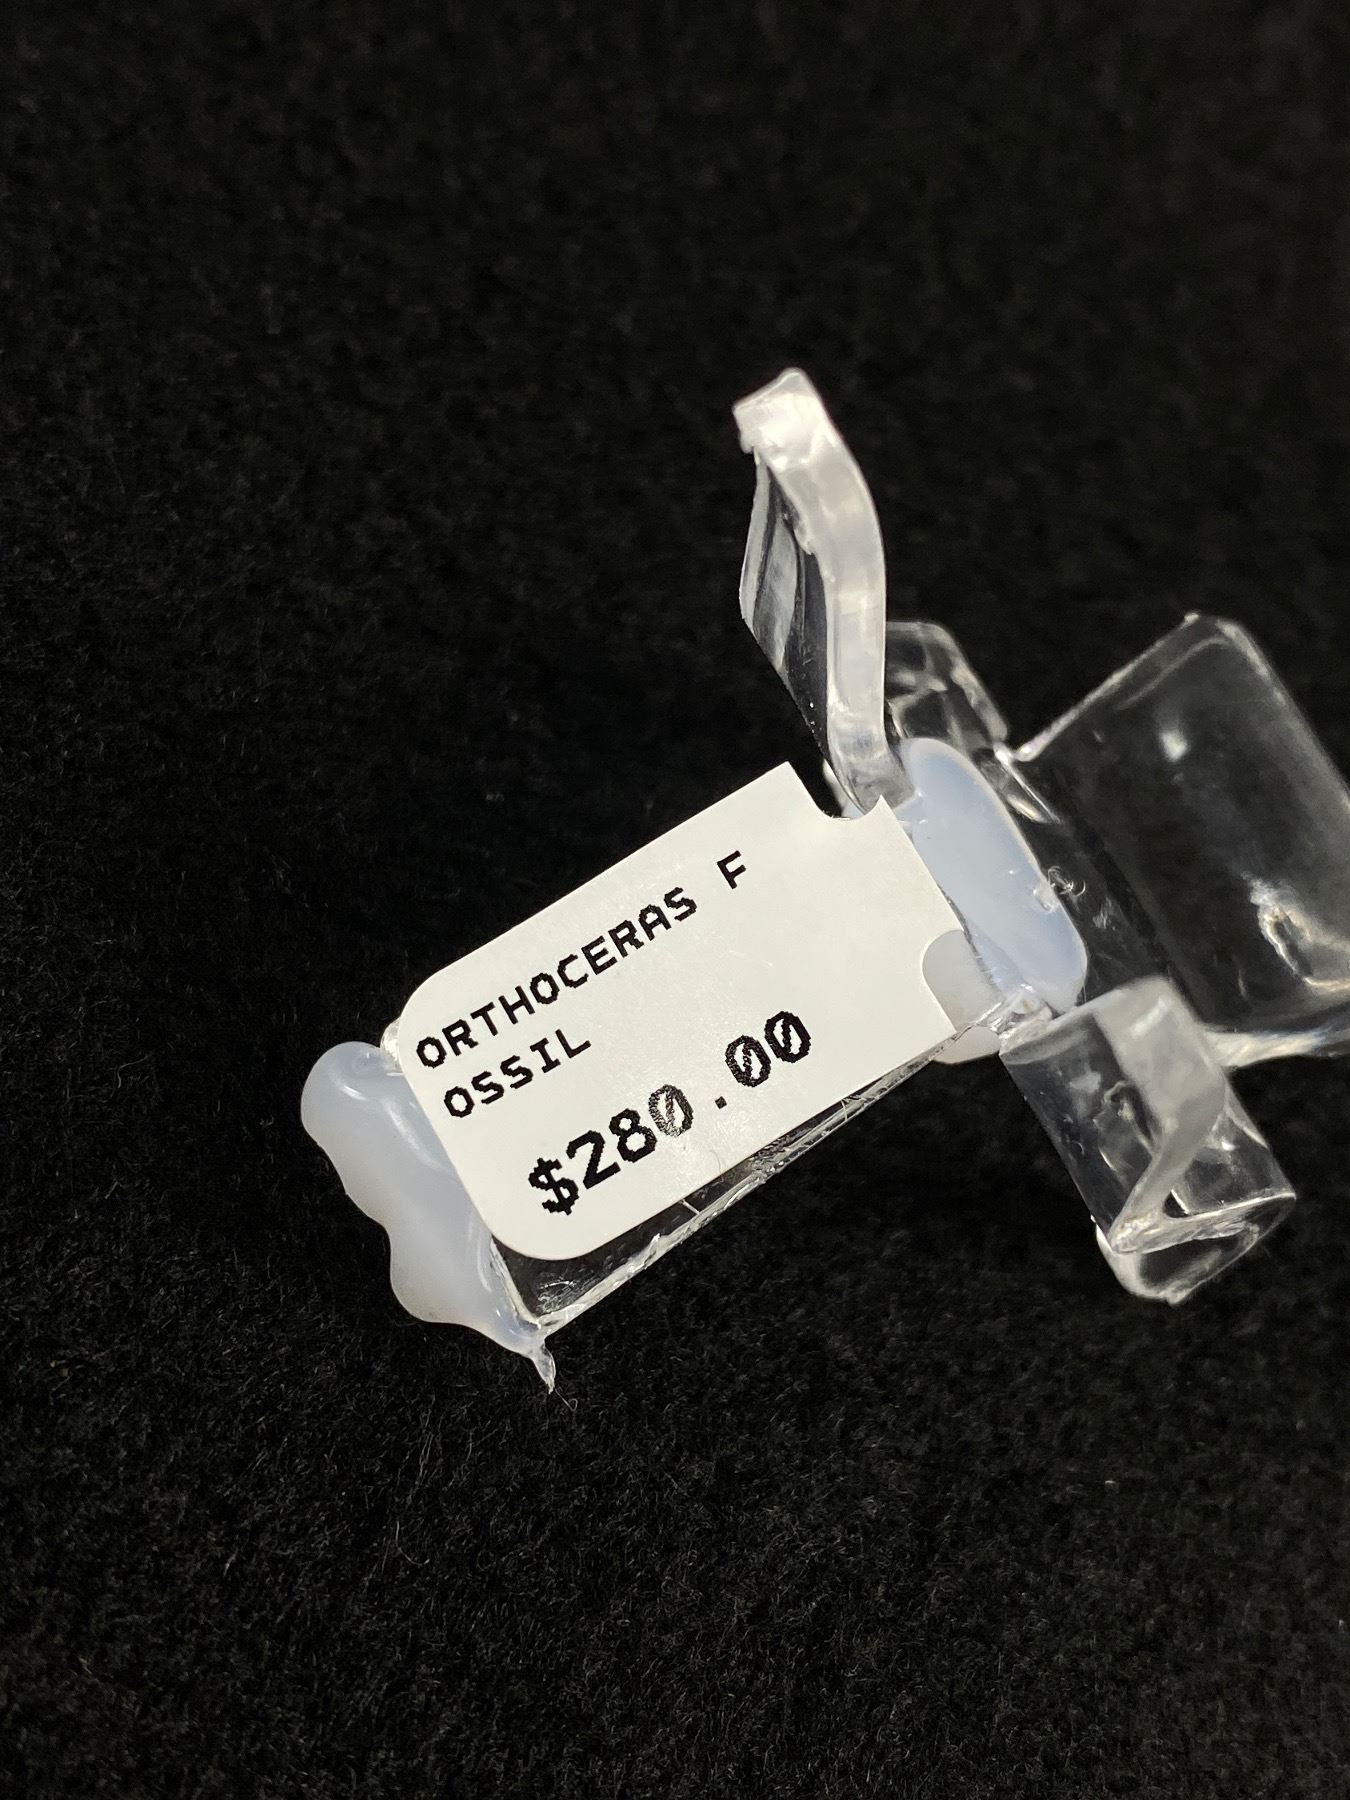 ORTHOCERAS F
OSSIL
$280.00